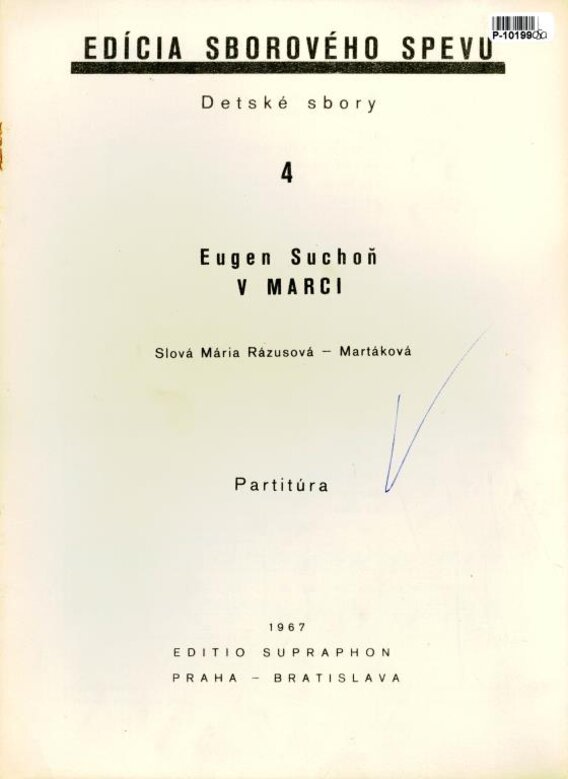 P-10199
EDÍCIA SBOROVÉHO SPEVU
Detské sbory
4
Eugen Suchoň
V MARCI
Slová Mária Rázusová – Martáková
Partitúra
1967
EDITIO SUPRAPHON
PRAHA – BRATISLAVA